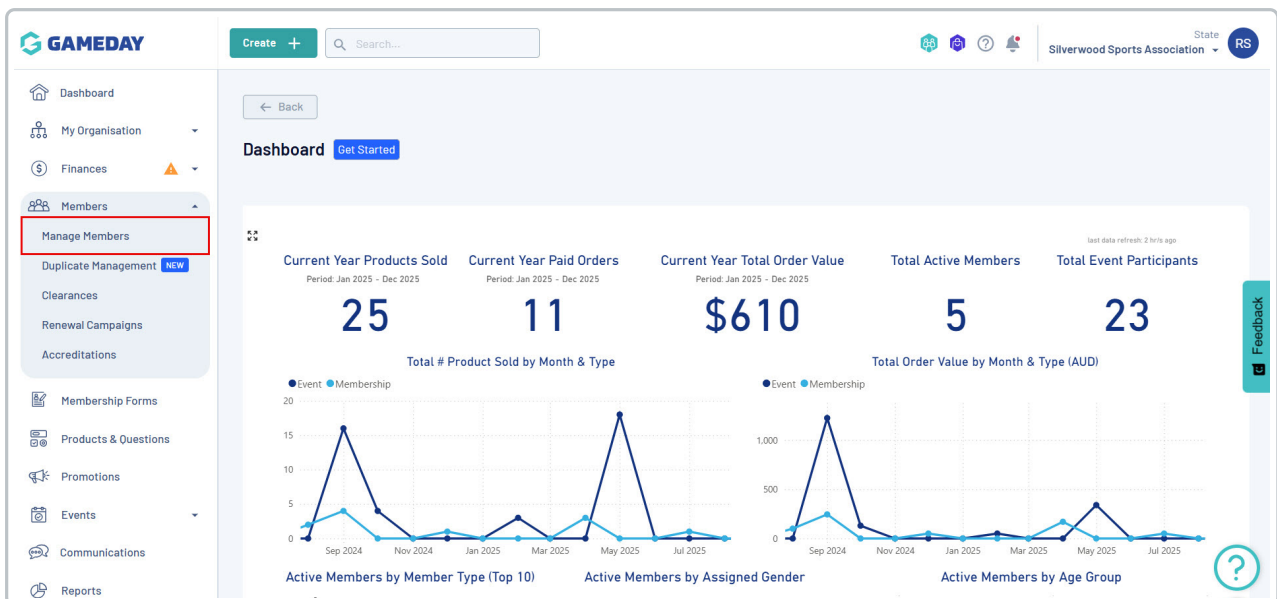 GAMEDAY
Create +
Search...
State
Silverwood Sports Association
RS
Dashboard
My Organisation
Finances
Members
Manage Members
Duplicate Management NEW
Clearances
Renewal Campaigns
Accreditations
Membership Forms
Products & Questions
Promotions
Events
Communications
Reports
← Back
Dashboard Get Started
last data refresh: 2 hr/s ago
Current Year Products Sold
Period: Jan 2025 - Dec 2025
25
Current Year Paid Orders
Period: Jan 2025 - Dec 2025
11
Current Year Total Order Value
Period: Jan 2025 - Dec 2025
$610
Total Active Members
5
Total Event Participants
23
Total # Product Sold by Month & Type
Event Membership
20
15
10
5
0
Sep 2024 Nov 2024 Jan 2025 Mar 2025 May 2025 Jul 2025
Total Order Value by Month & Type (AUD)
Event Membership
1,000
500
0
Sep 2024 Nov 2024 Jan 2025 Mar 2025 May 2025 Jul 2025
Active Members by Member Type (Top 10)
Active Members by Assigned Gender
Active Members by Age Group
Feedback
?